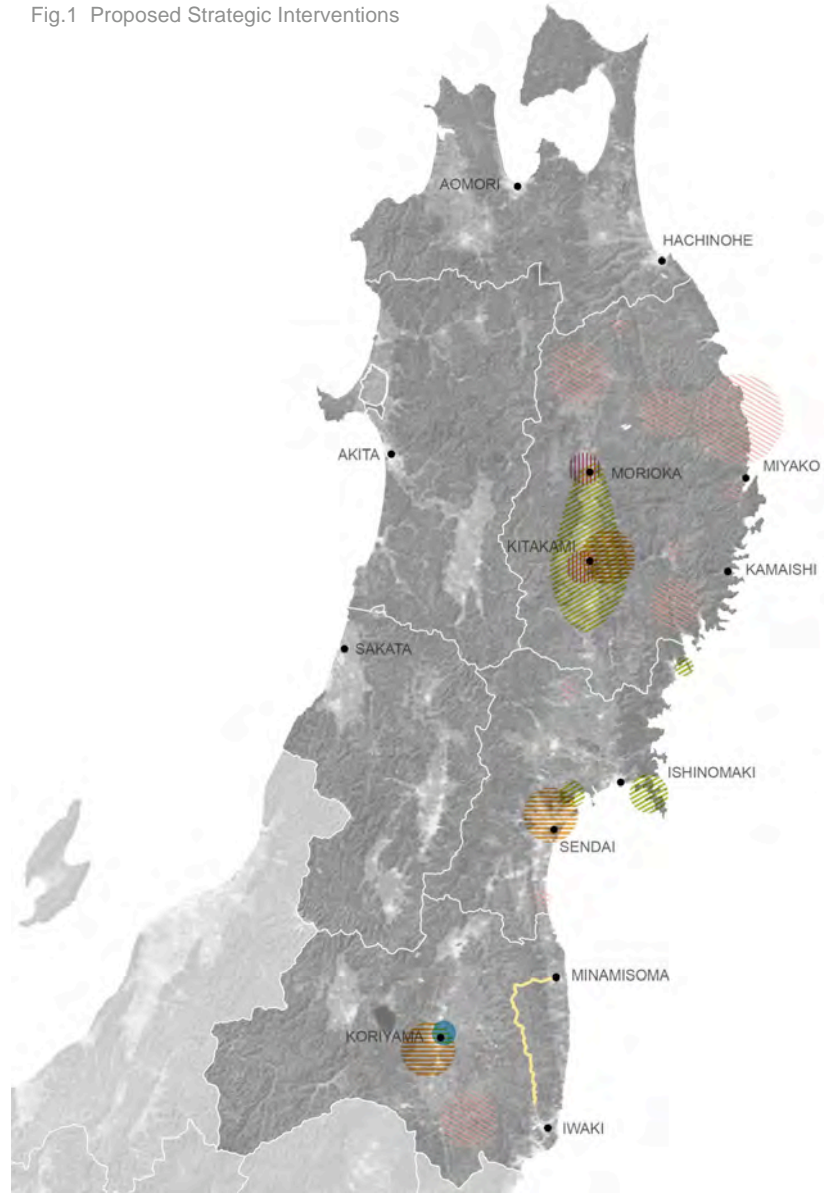 Fig.1 Proposed Strategic Interventions
AOMORI
HACHINOHE
AKITA
MORIOKA
MIYAKO
KITAKAMI
KAMAISHI
SAKATA
ISHINOMAKI
SENDAI
MINAMISOMA
KORIYAMA
IWAKI